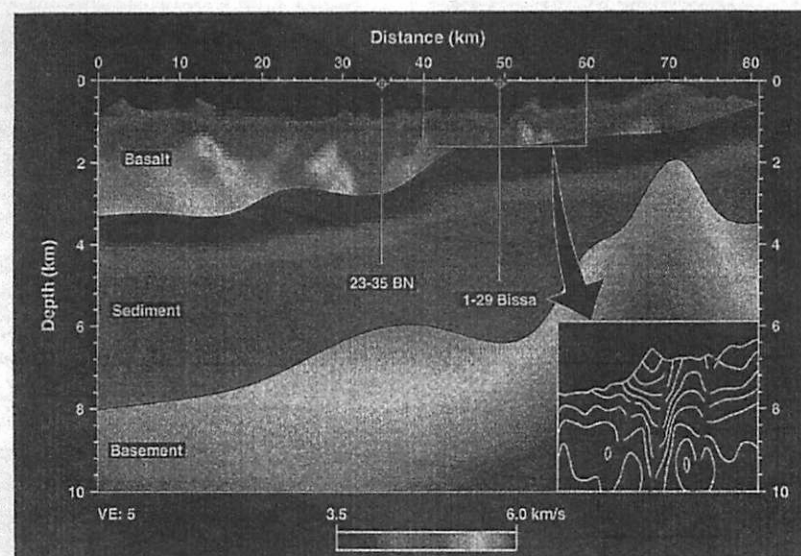 Distance (km)
0 10 20 30 40 50 60 70 80
0 0
Basalt
2 2
4 4
23-35 BN
1-29 Bissa
Depth (km)
Sediment
6 6
8 8
Basement
10 10
VE: 5
3.5 6.0 km/s